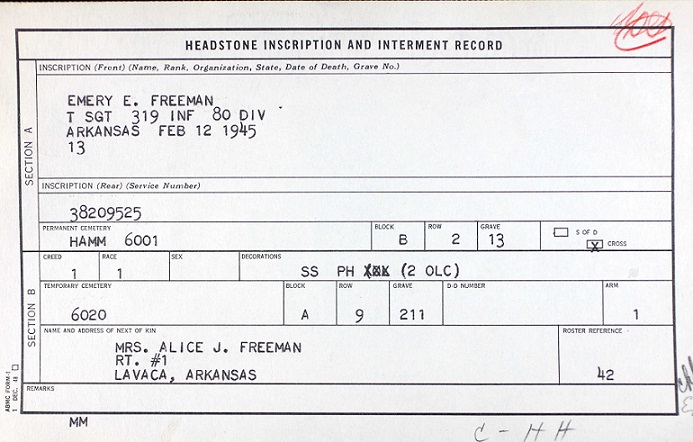 HEADSTONE INSCRIPTION AND INTERMENT RECORD
SECTION A
INSCRIPTION (Front) (Name, Rank, Organization, State, Date of Death, Grave No.)
EMERY E. FREEMAN
T SGT 319 INF 80 DIV
ARKANSAS FEB 12 1945
13
INSCRIPTION (Rear) (Service Number)
38209525
PERMANENT CEMETERY BLOCK ROW GRAVE S OF D
HAMM 6001 B 2 13 X CROSS
SECTION B
CREED RACE SEX DECORATIONS
1 1 SS PH (2 OLC)
TEMPORARY CEMETERY BLOCK ROW GRAVE D-D NUMBER ARM
6020 A 9 211 1
NAME AND ADDRESS OF NEXT OF KIN ROSTER REFERENCE
MRS. ALICE J. FREEMAN
RT. #1
LAVACA, ARKANSAS 42
REMARKS
ABMC FORM-1
1 DEC. 48
MM
C - H H